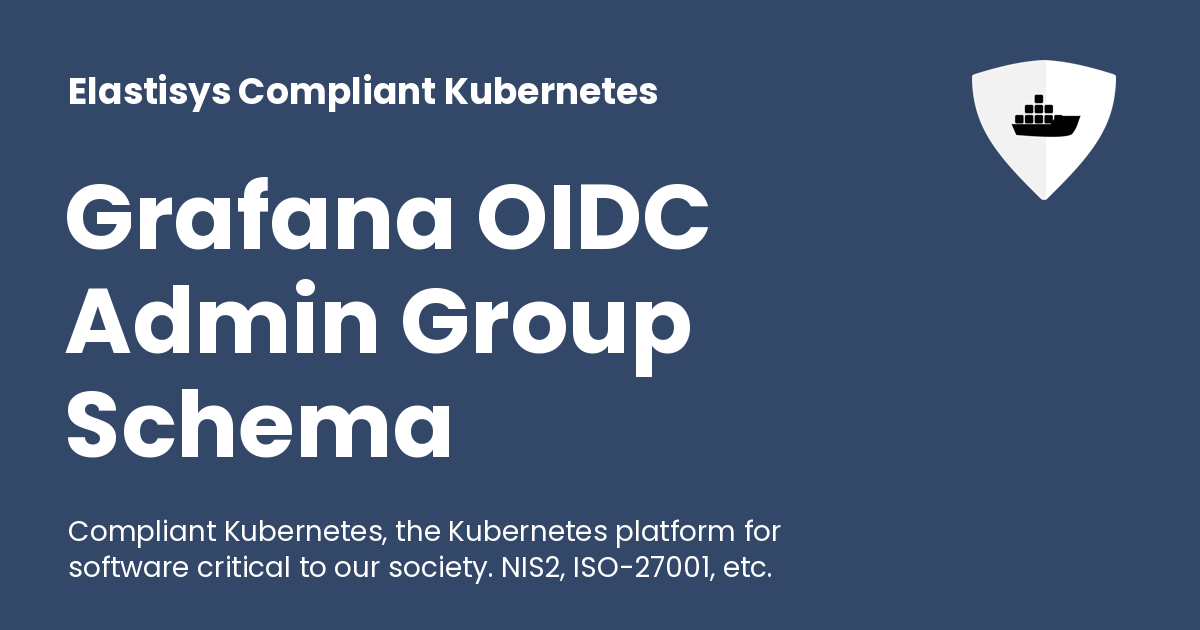 Elastisys Compliant Kubernetes
Grafana OIDC
Admin Group
Schema
Compliant Kubernetes, the Kubernetes platform for
software critical to our society. NIS2, ISO-27001, etc.